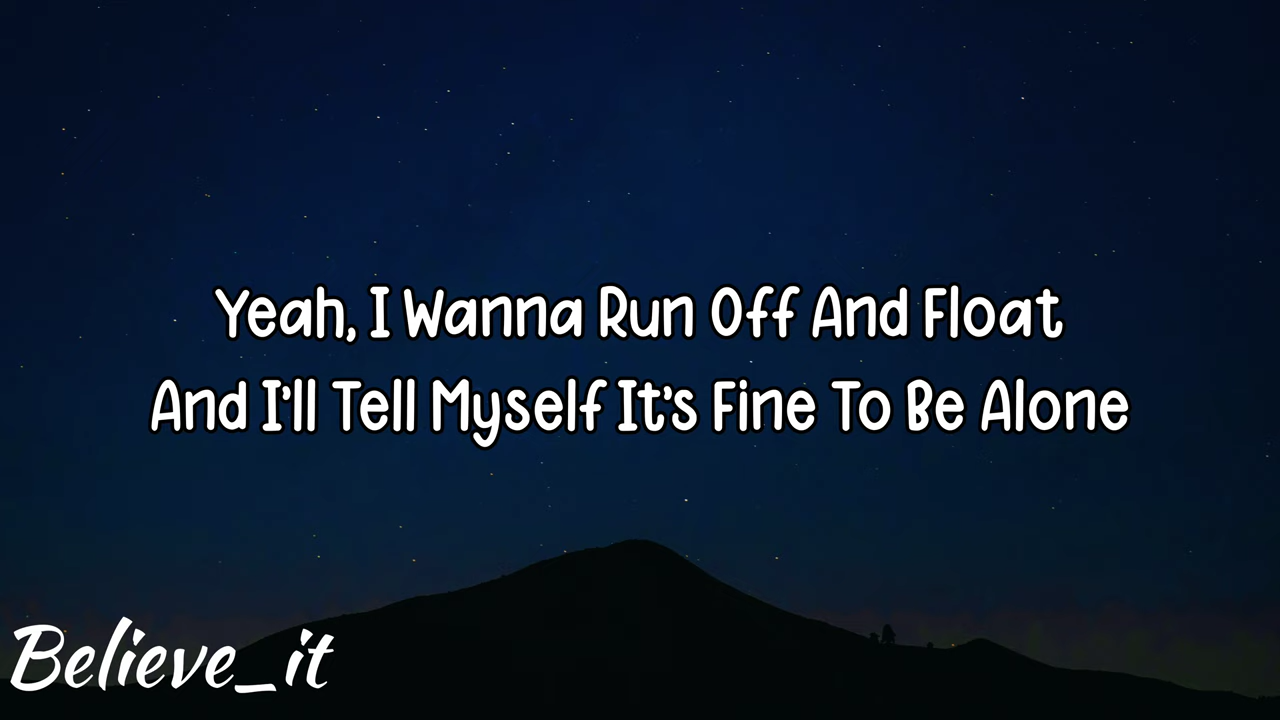 Yeah, I Wanna Run Off And Float
And I'll Tell Myself It's Fine To Be Alone
Believe_it